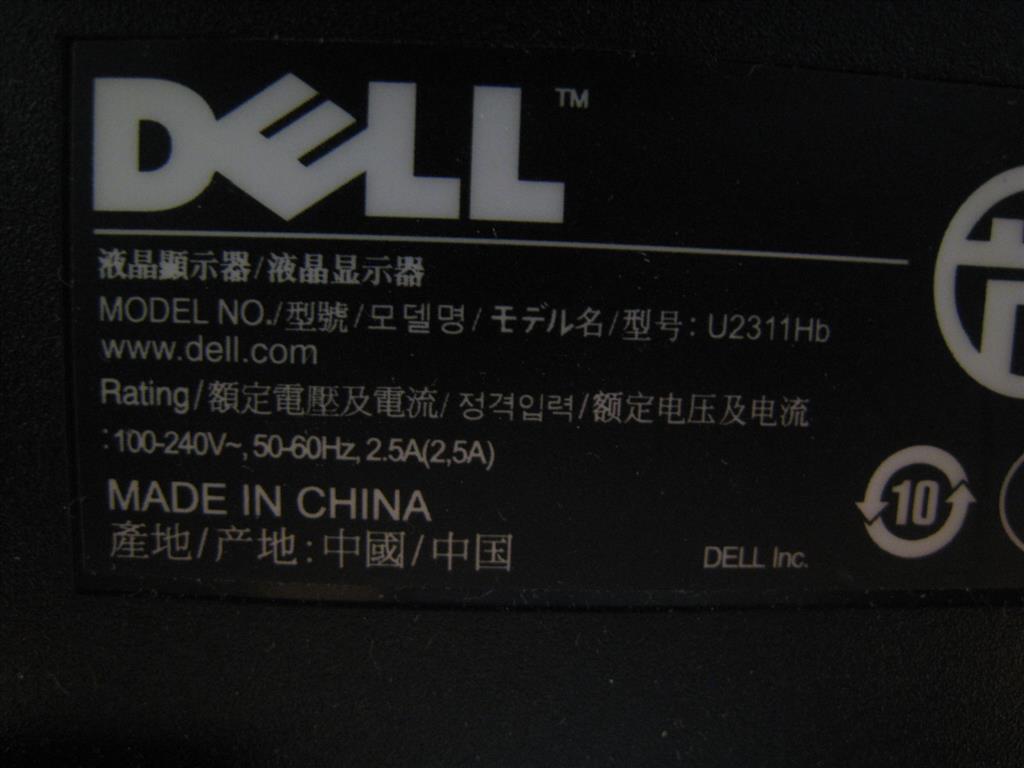 DELL™
液晶顯示器/液晶显示器
MODEL NO./型號/모델명/モデル名/型号: U2311Hb
www.dell.com
Rating/額定電壓及電流/정격입력/额定电压及电流
:100-240V~, 50-60Hz, 2.5A(2,5A)
MADE IN CHINA
產地/产地:中國/中国
DELL Inc.
10